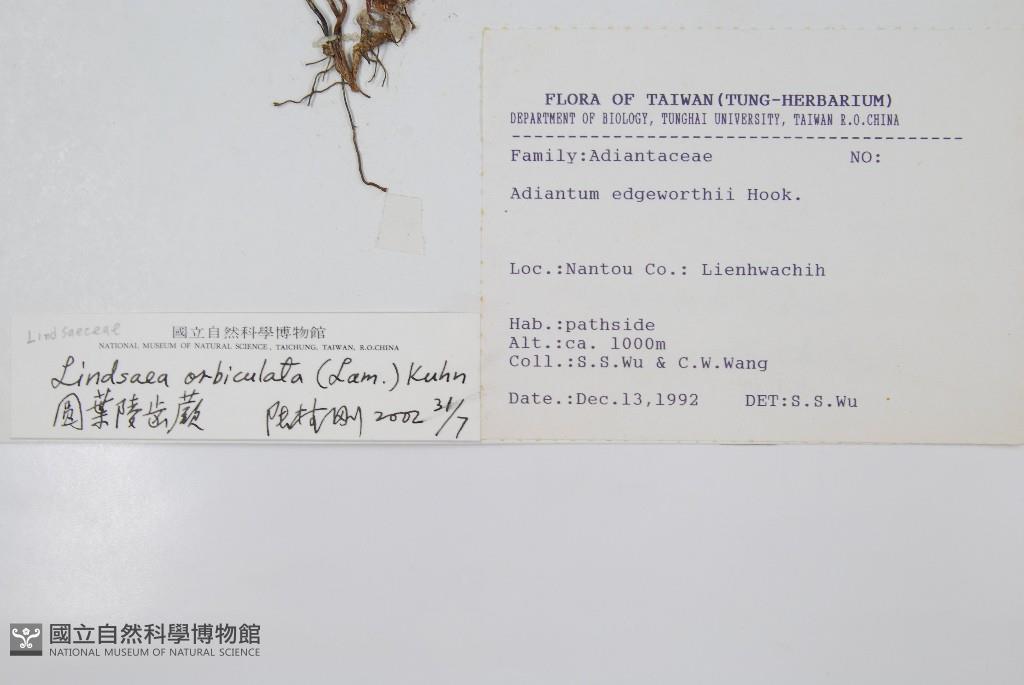 FLORA OF TAIWAN(TUNG-HERBARIUM)
DEPARTMENT OF BIOLOGY, TUNGHAI UNIVERSITY, TAIWAN R.O.CHINA
Family:Adiantaceae NO:
Adiantum edgeworthii Hook.
Loc.:Nantou Co.: Lienhwachih
Hab.:pathside
Alt.:ca. 1000m
Coll.:S.S.Wu & C.W.Wang
Date.:Dec.13,1992 DET:S.S.Wu
Lindsaeceae
國立自然科學博物館
NATIONAL MUSEUM OF NATURAL SCIENCE, TAICHUNG, TAIWAN, R.O.CHINA
Lindsaea orbiculata (Lam.) Kuhn
圓葉陵齒蕨 2002 31/7
國立自然科學博物館
NATIONAL MUSEUM OF NATURAL SCIENCE